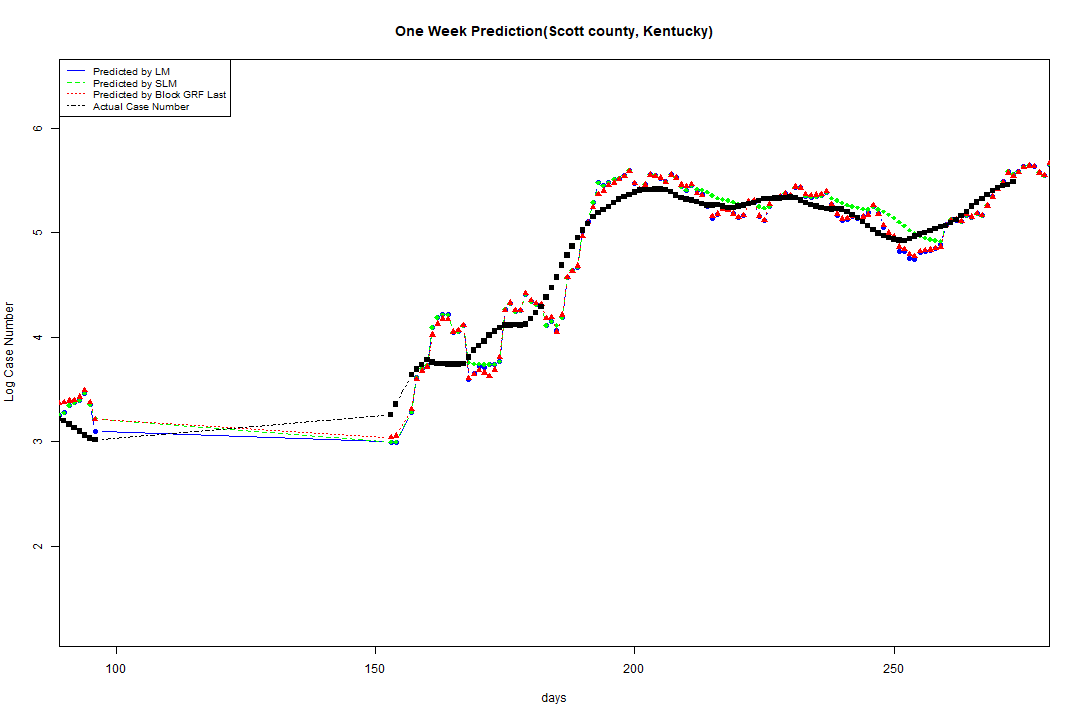 One Week Prediction(Scott county, Kentucky)
Predicted by LM
Predicted by SLM
Predicted by Block GRF Last
Actual Case Number
6
5
4
3
2
Log Case Number
100 150 200 250
days